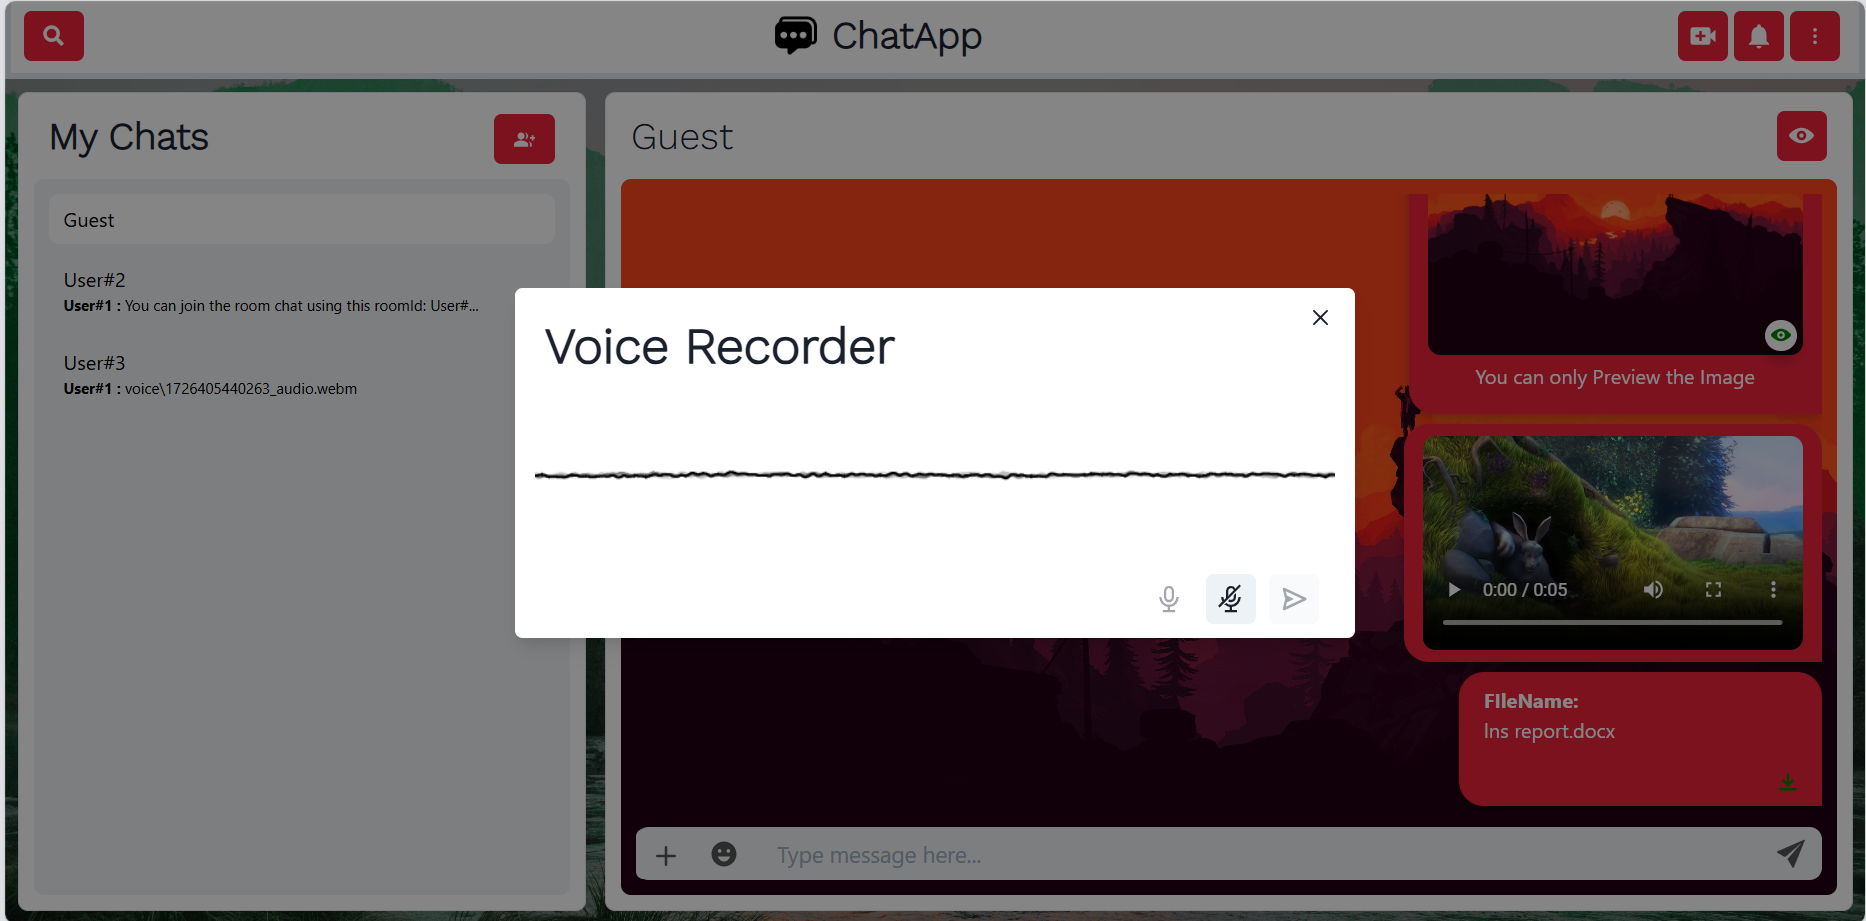 ChatApp
My Chats
Guest
User#2
User#1 : You can join the room chat using this roomId: User#...
User#3
User#1 : voice\1726405440263_audio.webm
Guest
You can only Preview the Image
0:00 / 0:05
FIleName:
Ins report.docx
Type message here...
Voice Recorder